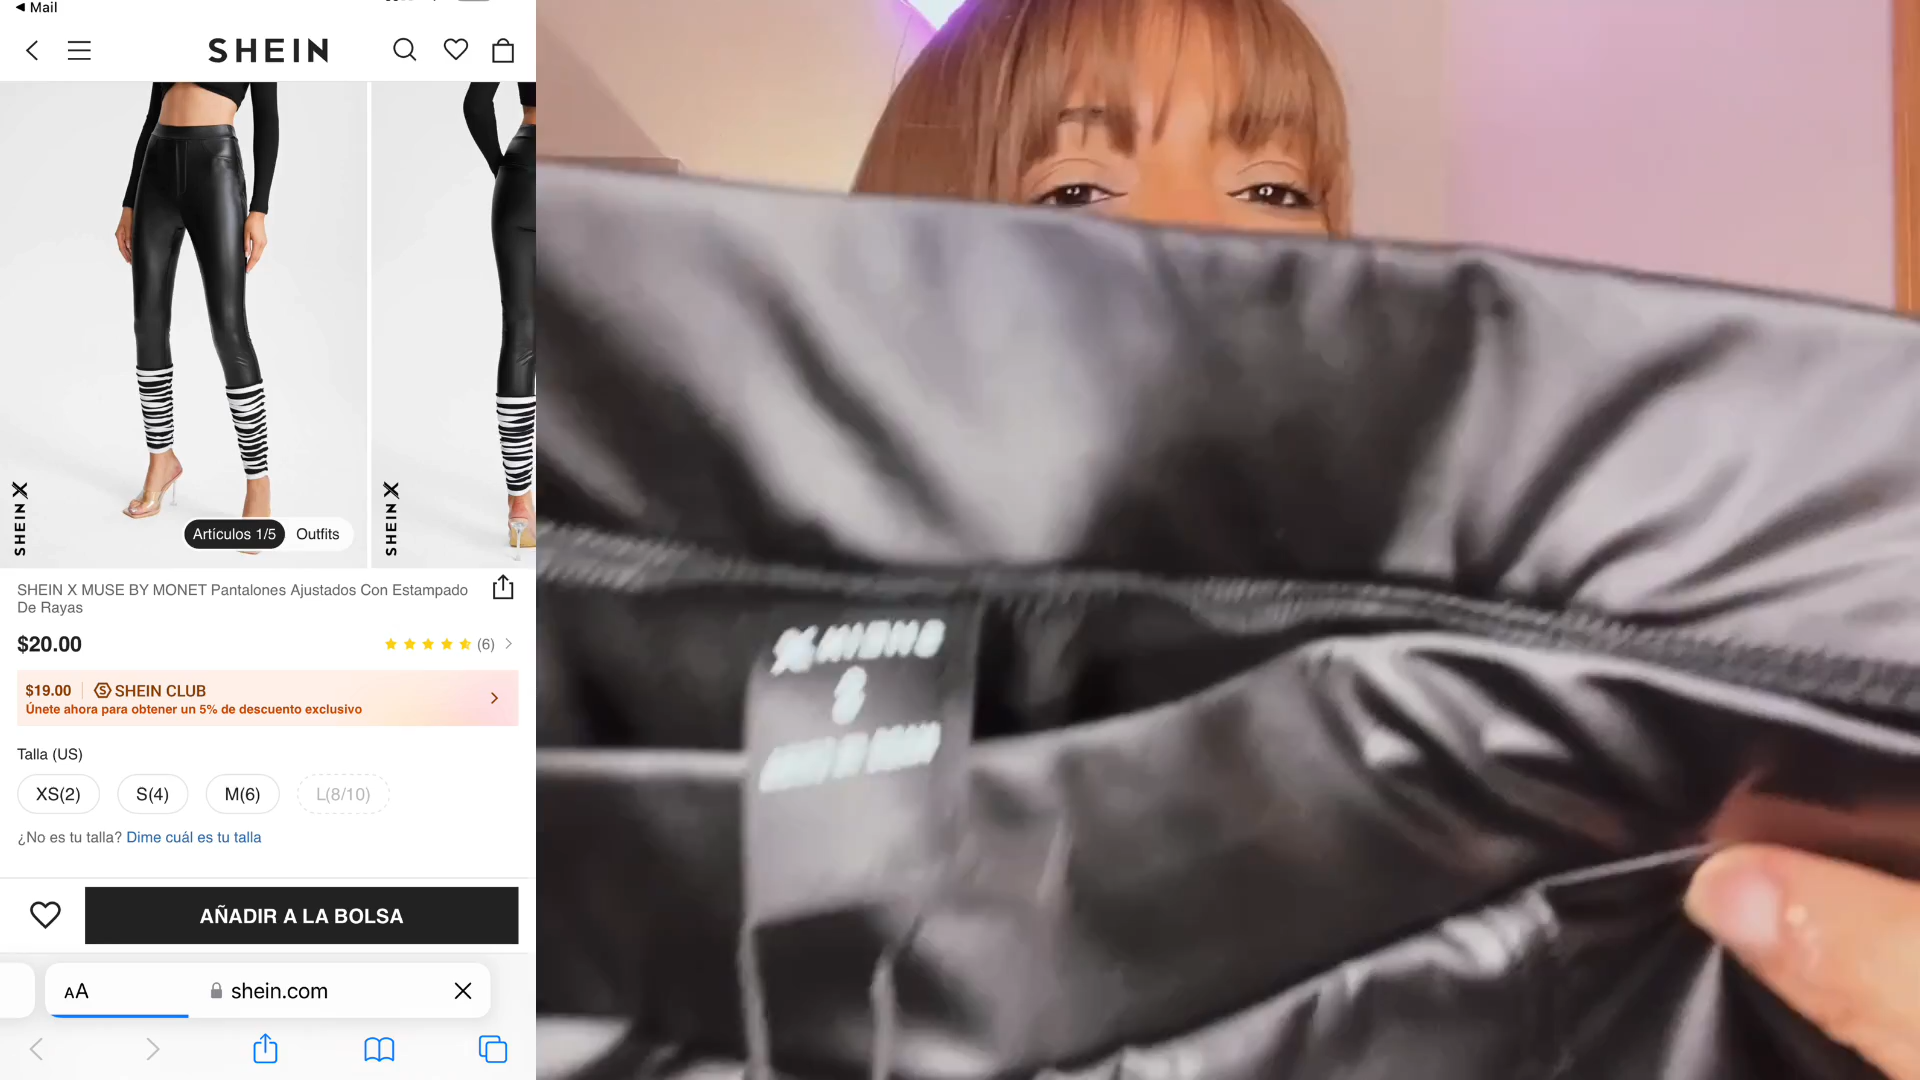 Mail
SHEIN
SHEIN X
SHEIN X
Artículos 1/5
Outfits
SHEIN X MUSE BY MONET Pantalones Ajustados Con Estampado
De Rayas
$20.00
(6)
$19.00
SHEIN CLUB
Únete ahora para obtener un 5% de descuento exclusivo
Talla (US)
XS(2)
S(4)
M(6)
L(8/10)
¿No es tu talla? Dime cuál es tu talla
AÑADIR A LA BOLSA
AA
shein.com